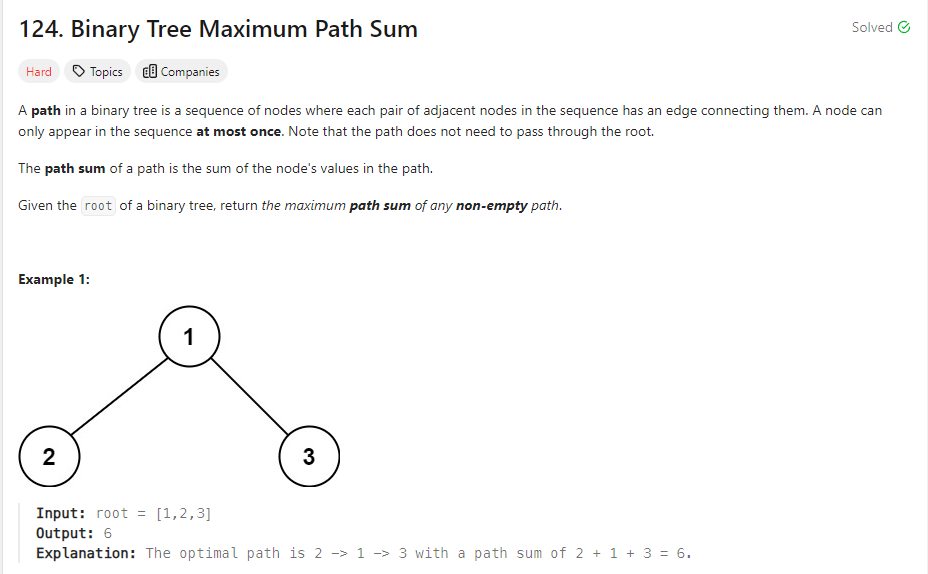 124. Binary Tree Maximum Path Sum
Solved
Hard
Topics
Companies
A path in a binary tree is a sequence of nodes where each pair of adjacent nodes in the sequence has an edge connecting them. A node can
only appear in the sequence at most once. Note that the path does not need to pass through the root.
The path sum of a path is the sum of the node's values in the path.
Given the root of a binary tree, return the maximum path sum of any non-empty path.
Example 1:
1
2
3
Input: root = [1,2,3]
Output: 6
Explanation: The optimal path is 2 -> 1 -> 3 with a path sum of 2 + 1 + 3 = 6.